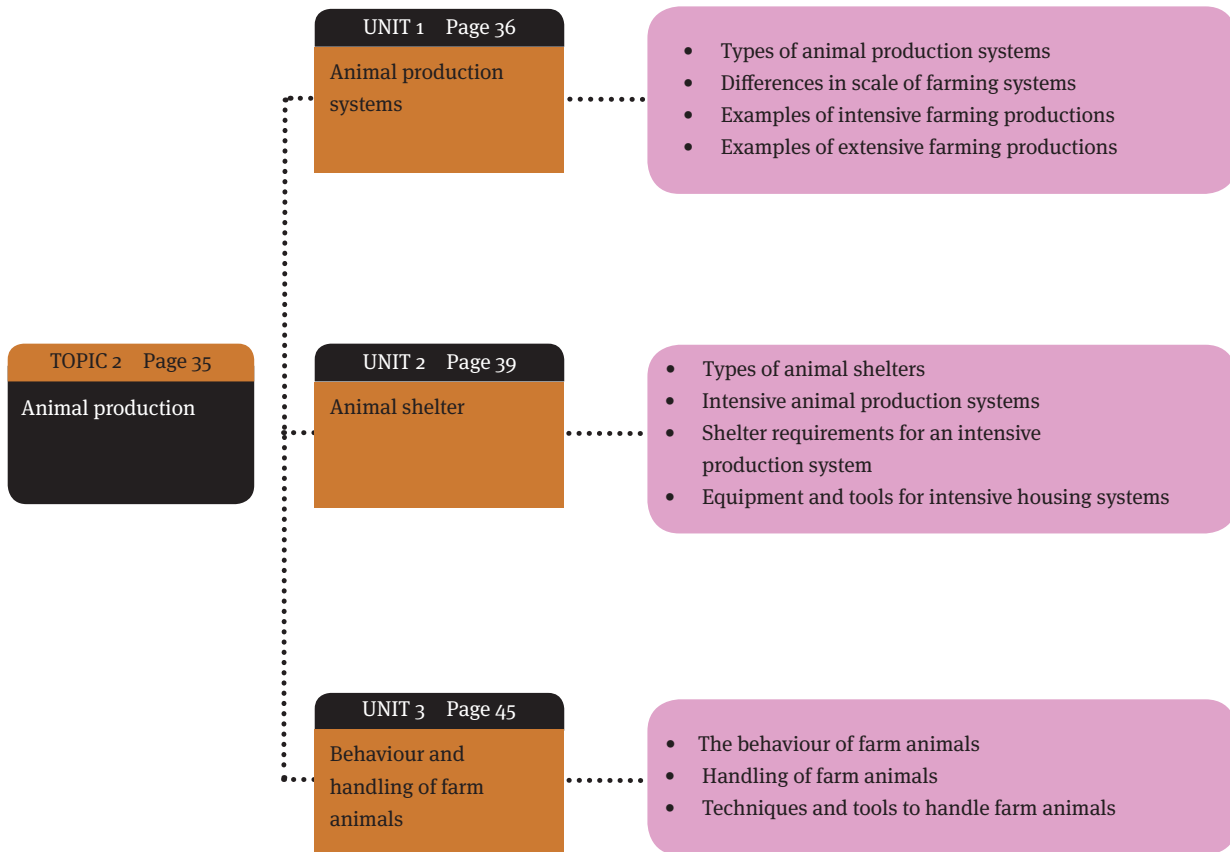 TOPIC 2 Page 35
Animal production
UNIT 1 Page 36
Animal production
systems
• Types of animal production systems
• Differences in scale of farming systems
• Examples of intensive farming productions
• Examples of extensive farming productions
UNIT 2 Page 39
Animal shelter
• Types of animal shelters
• Intensive animal production systems
• Shelter requirements for an intensive
production system
• Equipment and tools for intensive housing systems
UNIT 3 Page 45
Behaviour and
handling of farm
animals
• The behaviour of farm animals
• Handling of farm animals
• Techniques and tools to handle farm animals